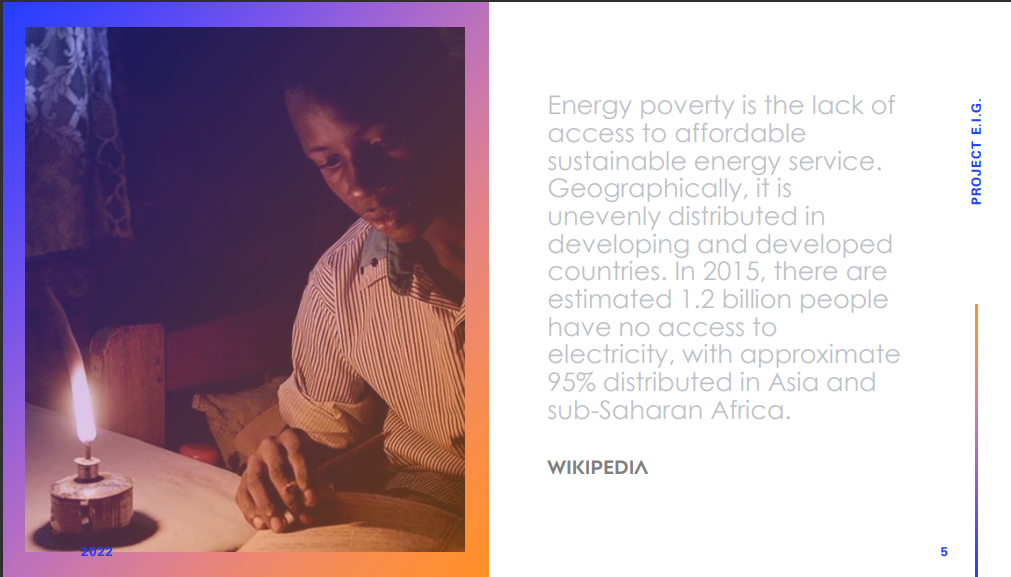 Energy poverty is the lack of
access to affordable
sustainable energy service.
Geographically, it is
unevenly distributed in
developing and developed
countries. In 2015, there are
estimated 1.2 billion people
have no access to
electricity, with approximate
95% distributed in Asia and
sub-Saharan Africa.
WIKIPEDIA
PROJECT E.I.G.
2022
5